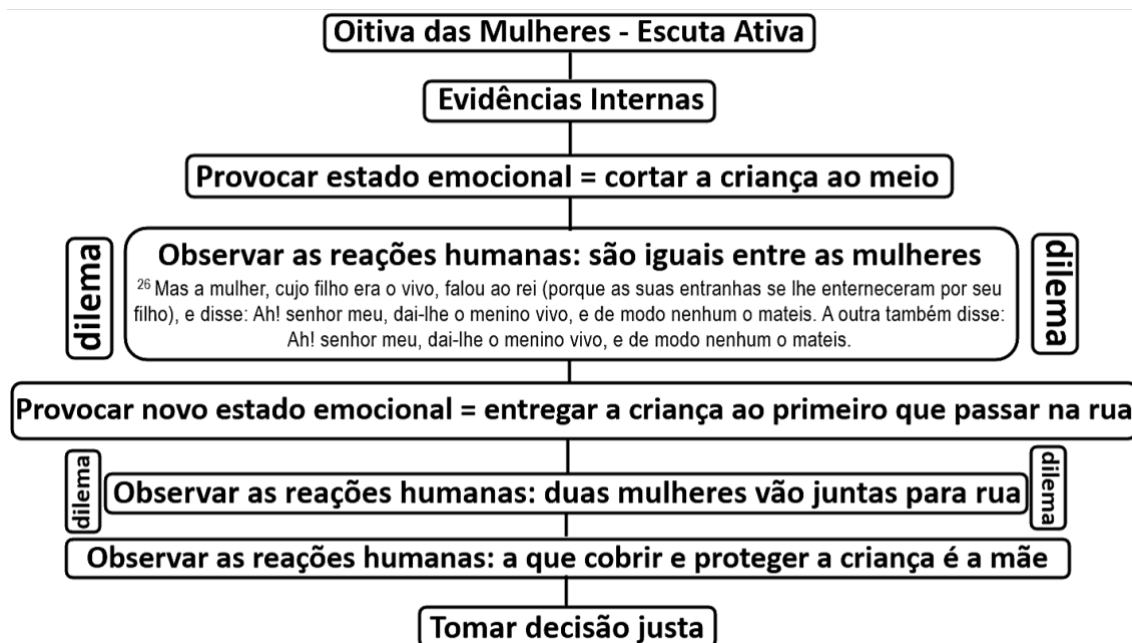 Oitiva das Mulheres - Escuta Ativa
Evidências Internas
Provocar estado emocional = cortar a criança ao meio
dilema
Observar as reações humanas: são iguais entre as mulheres
26 Mas a mulher, cujo filho era o vivo, falou ao rei (porque as suas entranhas se lhe enterneceram por seu
filho), e disse: Ah! senhor meu, dai-lhe o menino vivo, e de modo nenhum o mateis. A outra também disse:
Ah! senhor meu, dai-lhe o menino vivo, e de modo nenhum o mateis.
dilema
Provocar novo estado emocional = entregar a criança ao primeiro que passar na rua
dilema
Observar as reações humanas: duas mulheres vão juntas para rua
dilema
Observar as reações humanas: a que cobrir e proteger a criança é a mãe
Tomar decisão justa